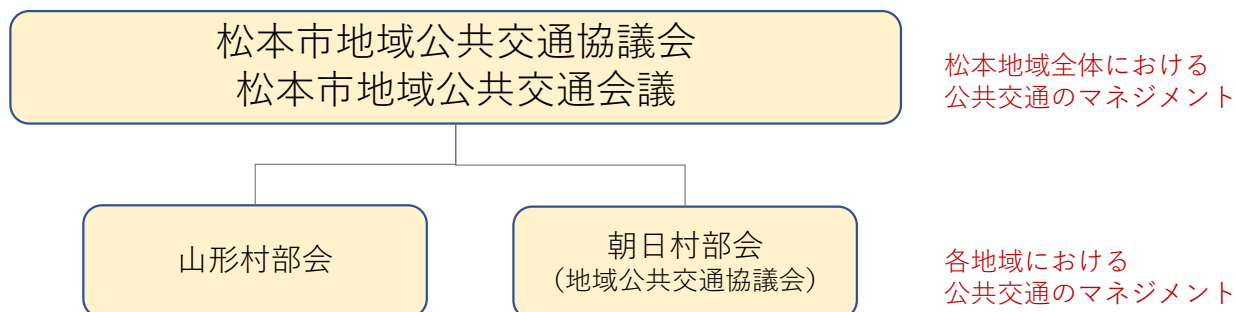 松本市地域公共交通協議会
松本市地域公共交通会議
松本地域全体における
公共交通のマネジメント
山形村部会
朝日村部会
（地域公共交通協議会）
各地域における
公共交通のマネジメント